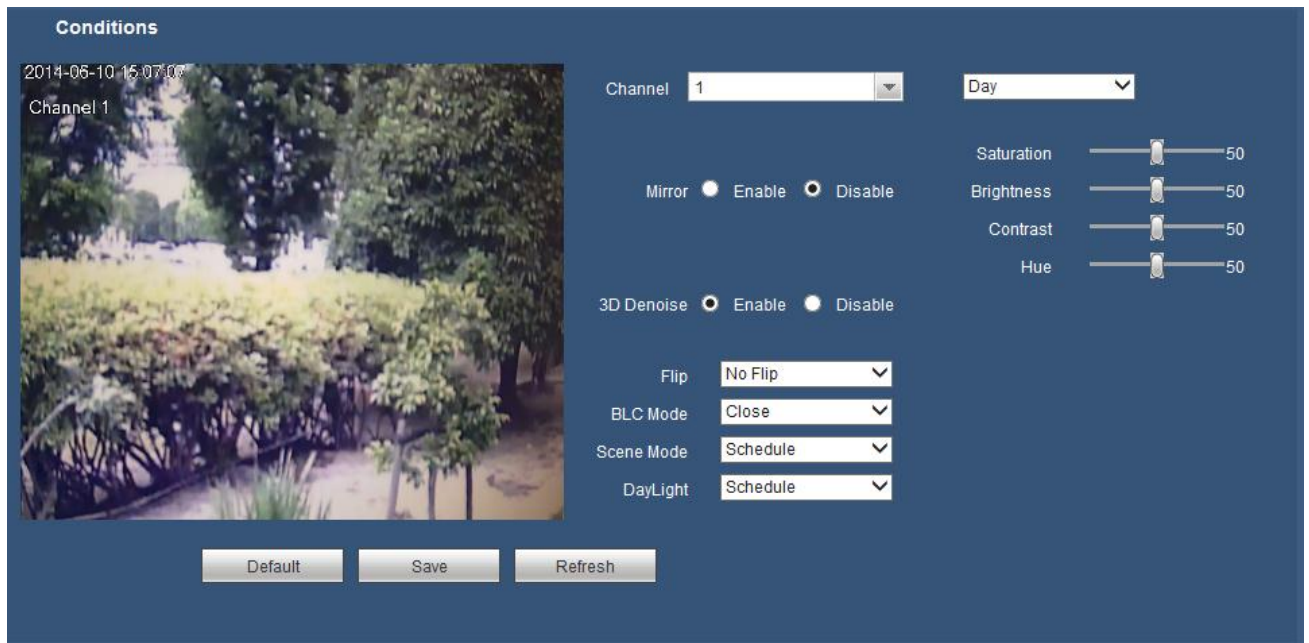 Conditions
2014-06-10 15:07:07
Channel 1
Channel 1
Day
Saturation 50
Mirror Enable Disable
Brightness 50
Contrast 50
Hue 50
3D Denoise Enable Disable
Flip No Flip
BLC Mode Close
Scene Mode Schedule
DayLight Schedule
Default Save Refresh